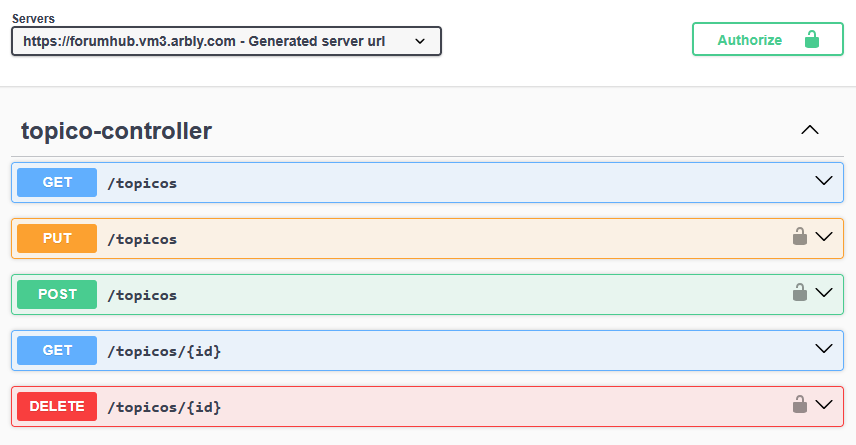 Servers
https://forumhub.vm3.arbly.com - Generated server url
Authorize
topico-controller
GET /topicos
PUT /topicos
POST /topicos
GET /topicos/{id}
DELETE /topicos/{id}